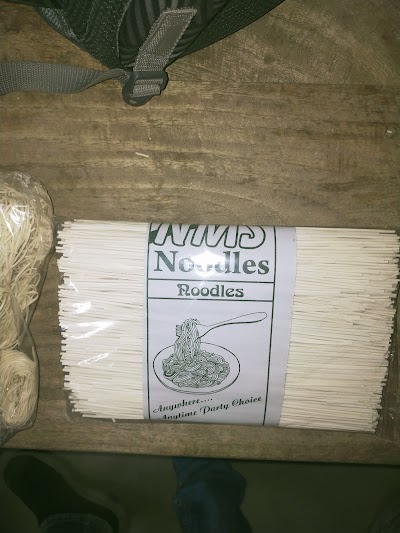 NMS
Noodles
Noodles
Anywhere....
Anytime Party Choice